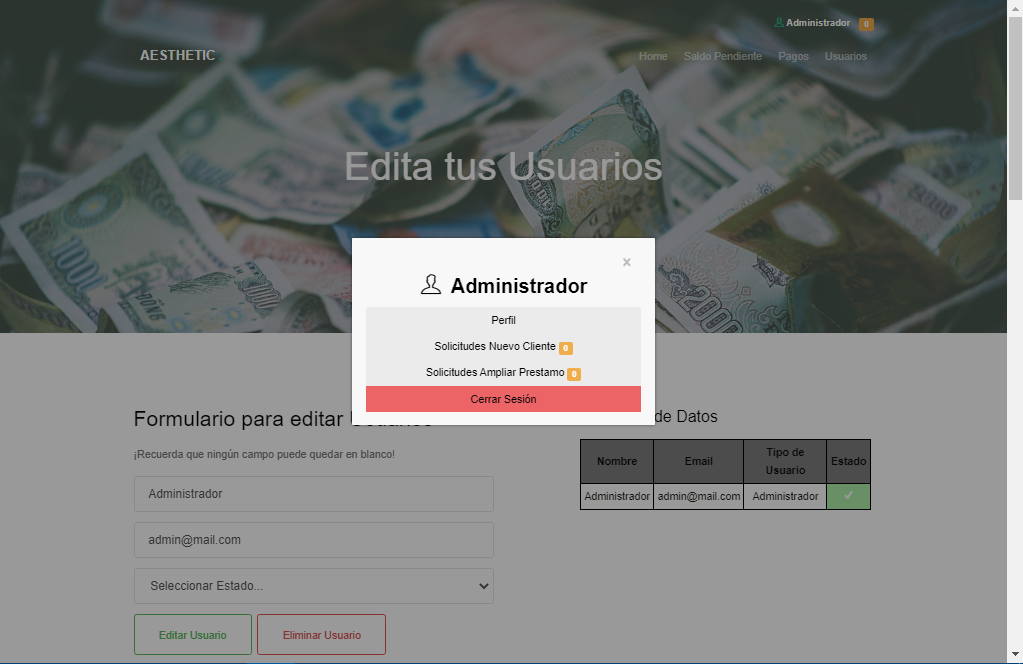 Administrador 0
AESTHETIC
Home Saldo Pendiente Pagos Usuarios
Edita tus Usuarios
×
Administrador
Perfil
Solicitudes Nuevo Cliente 0
Solicitudes Ampliar Prestamo 0
Cerrar Sesión
Formulario para editar
de Datos
¡Recuerda que ningún campo puede quedar en blanco!
Administrador
admin@mail.com
Seleccionar Estado...
Editar Usuario Eliminar Usuario
Nombre Email Tipo de Usuario Estado
Administrador admin@mail.com Administrador